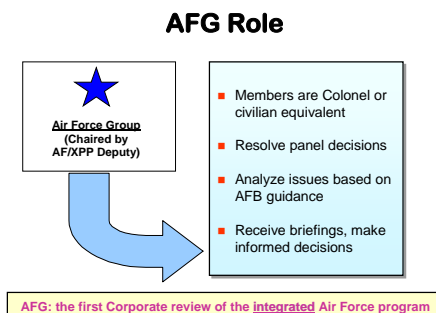 AFG Role
Air Force Group
(Chaired by
AF/XPP Deputy)
■ Members are Colonel or
civilian equivalent
■ Resolve panel decisions
■ Analyze issues based on
AFB guidance
■ Receive briefings, make
informed decisions
AFG: the first Corporate review of the integrated Air Force program